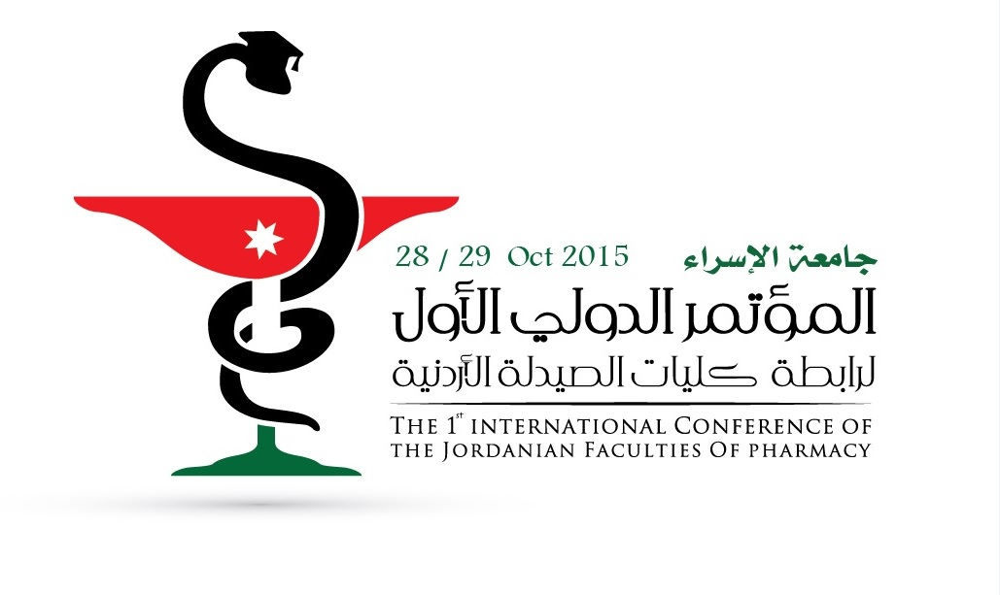 28 / 29 Oct 2015 جامعة الإسراء
المؤتمر الدولي الأول
لرابطة كليات الصيدلة الأردنية
THE 1st INTERNATIONAL CONFERENCE OF
THE JORDANIAN FACULTIES OF PHARMACY